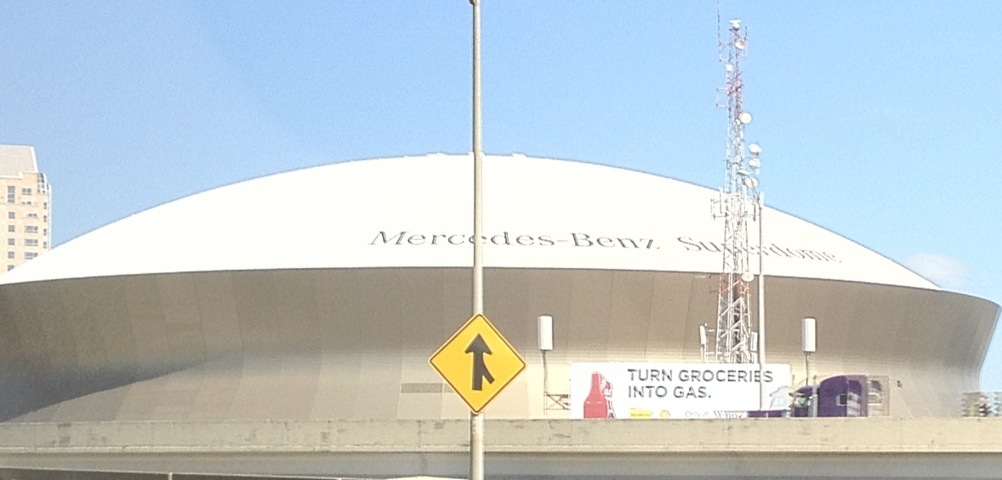 Mercedes-Benz Superdome
TURN GROCERIES
INTO GAS.